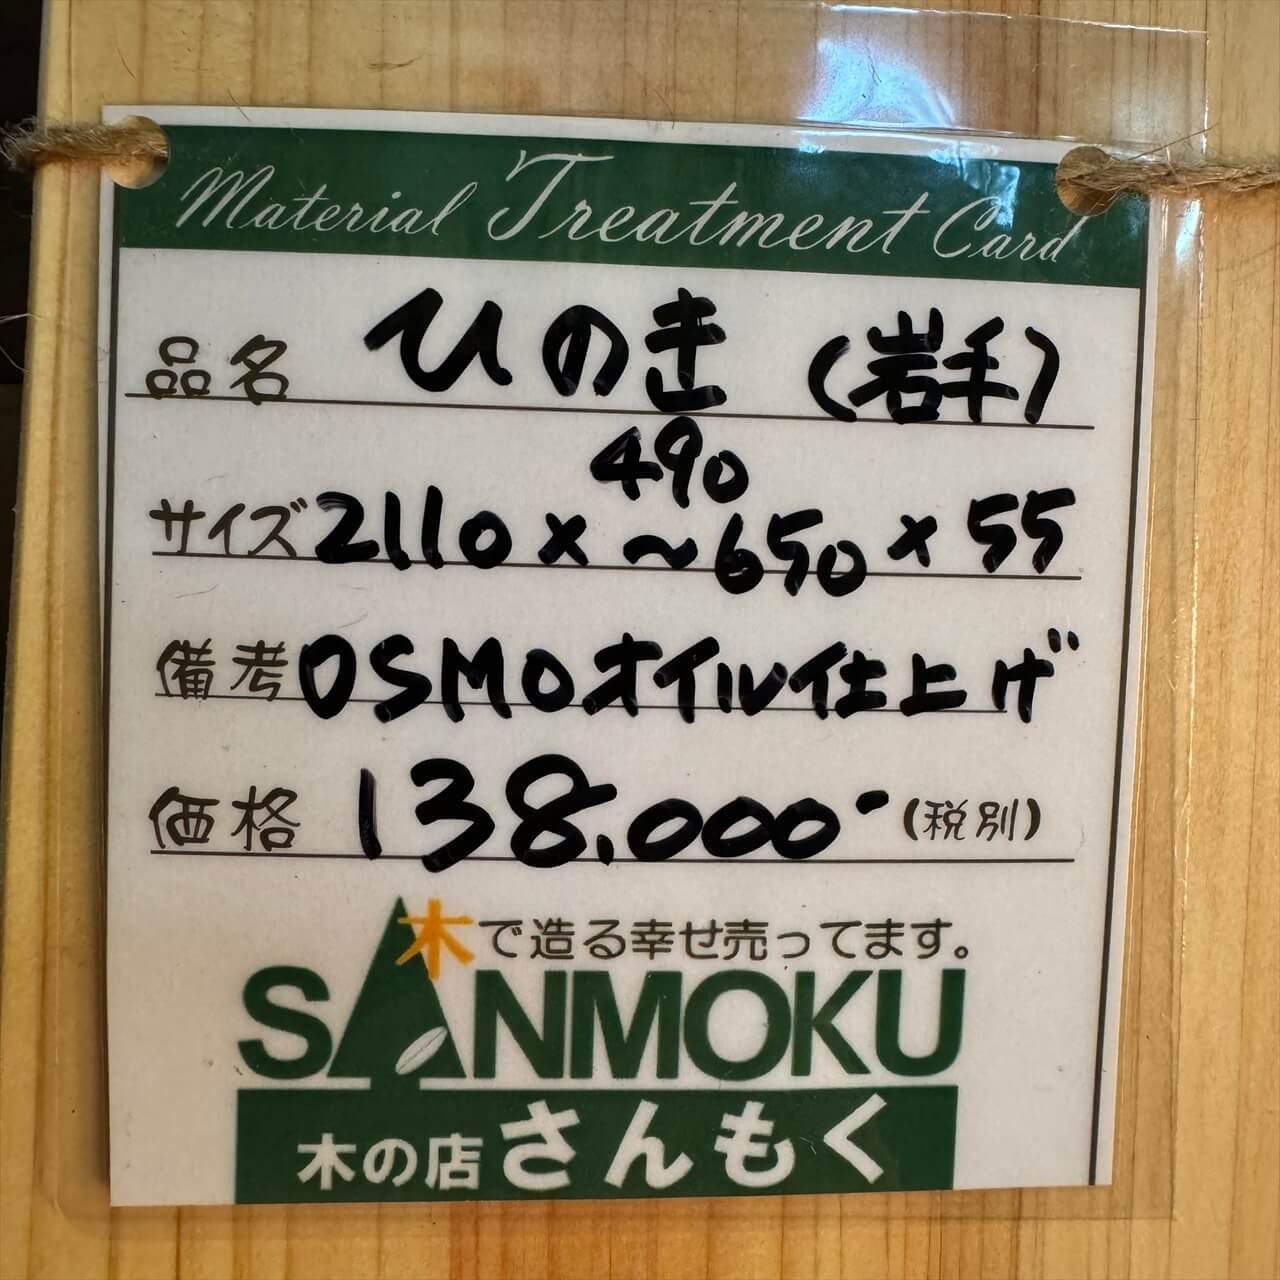 Material Treatment Card
品名 ひのき (岩手)
490
サイズ 2110 × ~650 × 55
備考 OSMOオイル仕上げ
価格 138,000- (税別)
木で造る幸せ売ってます。
SANMOKU
木の店 さんもく